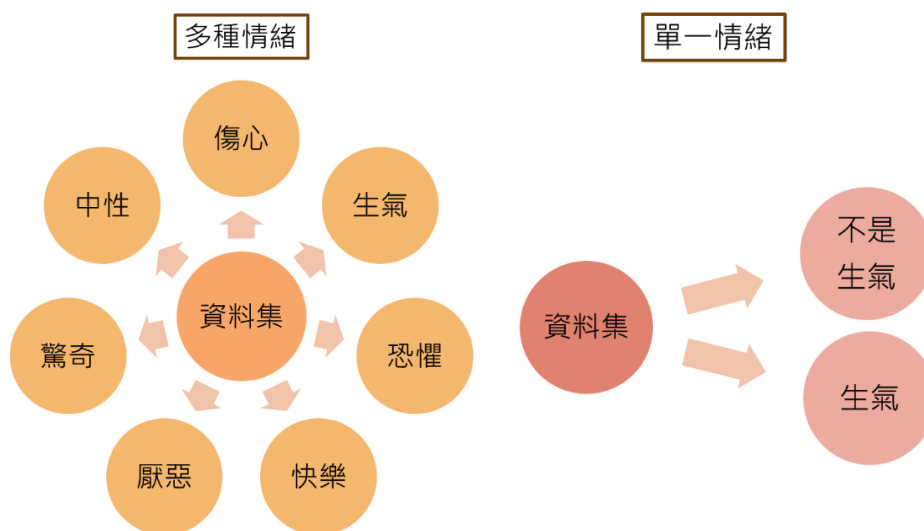 多種情緒
傷心
生氣
恐懼
快樂
厭惡
驚奇
中性
資料集
單一情緒
資料集
不是
生氣
生氣